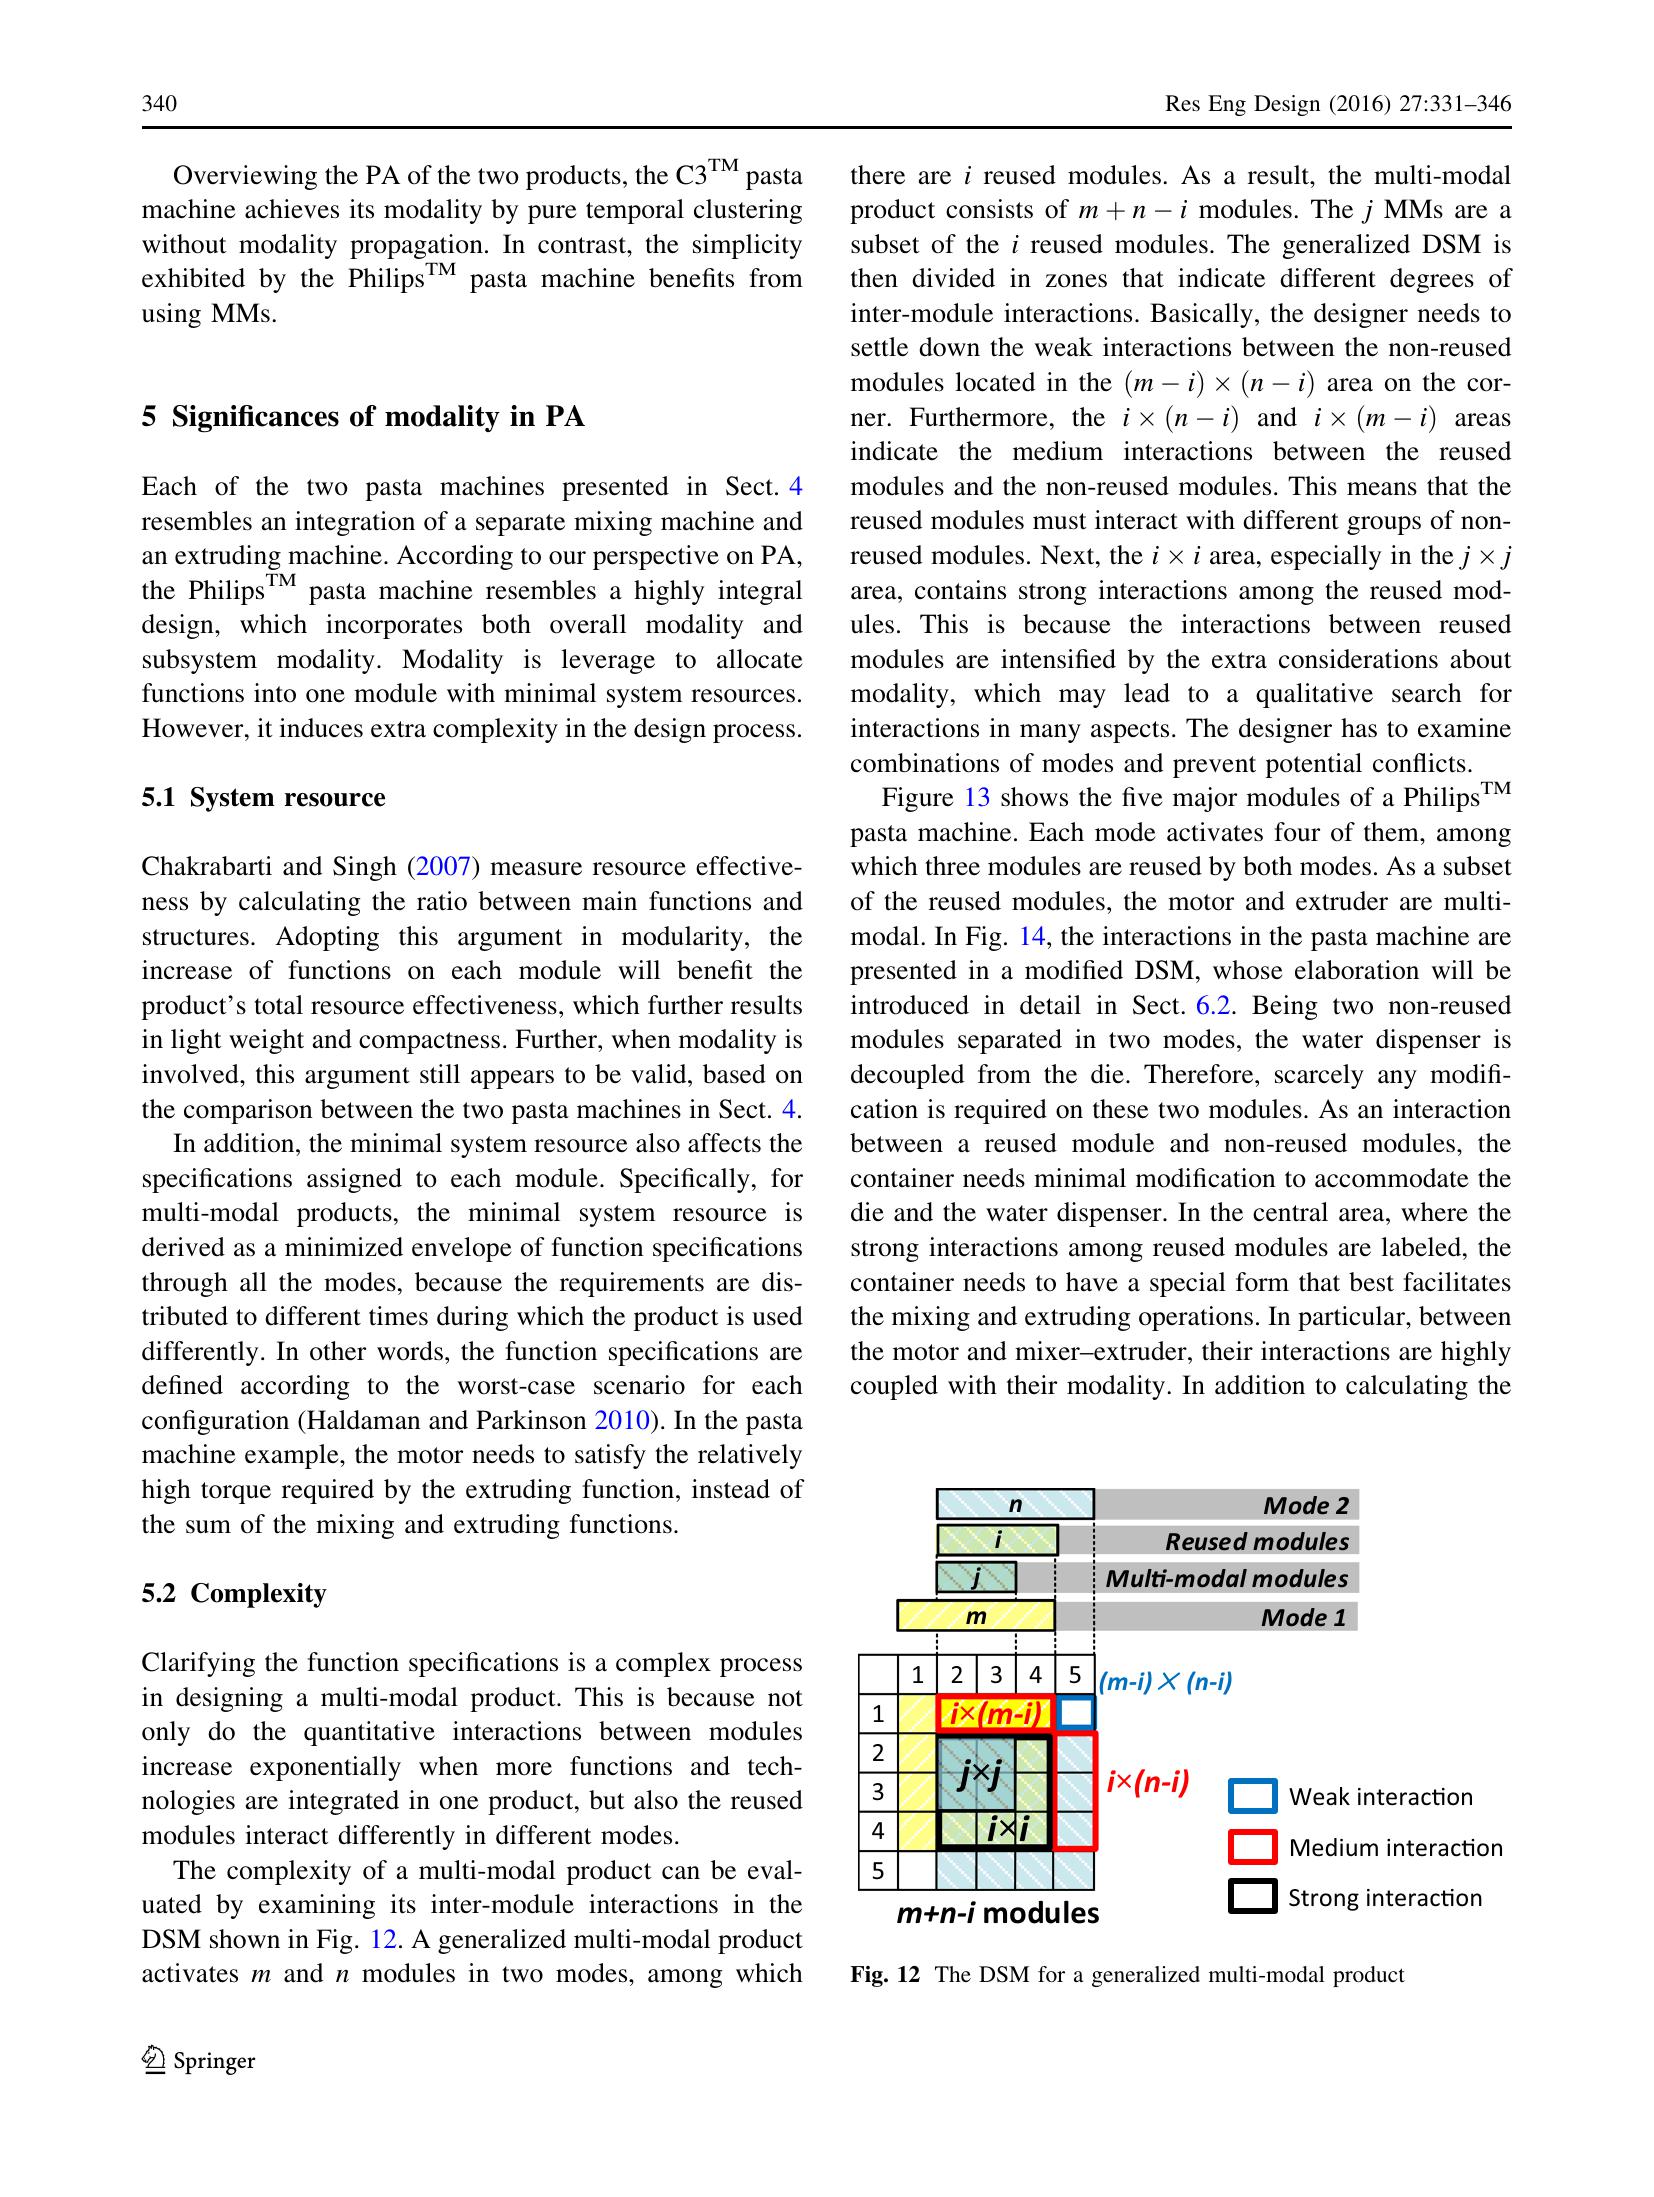 340
Res Eng Design (2016) 27:331–346
Overviewing the PA of the two products, the C3™ pasta
machine achieves its modality by pure temporal clustering
without modality propagation. In contrast, the simplicity
exhibited by the Philips™ pasta machine benefits from
using MMs.
5 Significances of modality in PA
Each of the two pasta machines presented in Sect. 4
resembles an integration of a separate mixing machine and
an extruding machine. According to our perspective on PA,
the Philips™ pasta machine resembles a highly integral
design, which incorporates both overall modality and
subsystem modality. Modality is leverage to allocate
functions into one module with minimal system resources.
However, it induces extra complexity in the design process.
5.1 System resource
Chakrabarti and Singh (2007) measure resource effective-
ness by calculating the ratio between main functions and
structures. Adopting this argument in modularity, the
increase of functions on each module will benefit the
product's total resource effectiveness, which further results
in light weight and compactness. Further, when modality is
involved, this argument still appears to be valid, based on
the comparison between the two pasta machines in Sect. 4.
In addition, the minimal system resource also affects the
specifications assigned to each module. Specifically, for
multi-modal products, the minimal system resource is
derived as a minimized envelope of function specifications
through all the modes, because the requirements are dis-
tributed to different times during which the product is used
differently. In other words, the function specifications are
defined according to the worst-case scenario for each
configuration (Haldaman and Parkinson 2010). In the pasta
machine example, the motor needs to satisfy the relatively
high torque required by the extruding function, instead of
the sum of the mixing and extruding functions.
5.2 Complexity
Clarifying the function specifications is a complex process
in designing a multi-modal product. This is because not
only do the quantitative interactions between modules
increase exponentially when more functions and tech-
nologies are integrated in one product, but also the reused
modules interact differently in different modes.
The complexity of a multi-modal product can be eval-
uated by examining its inter-module interactions in the
DSM shown in Fig. 12. A generalized multi-modal product
activates m and n modules in two modes, among which
there are i reused modules. As a result, the multi-modal
product consists of m + n − i modules. The j MMs are a
subset of the i reused modules. The generalized DSM is
then divided in zones that indicate different degrees of
inter-module interactions. Basically, the designer needs to
settle down the weak interactions between the non-reused
modules located in the (m − i) × (n − i) area on the cor-
ner. Furthermore, the i × (n − i) and i × (m − i) areas
indicate the medium interactions between the reused
modules and the non-reused modules. This means that the
reused modules must interact with different groups of non-
reused modules. Next, the i × i area, especially in the j × j
area, contains strong interactions among the reused mod-
ules. This is because the interactions between reused
modules are intensified by the extra considerations about
modality, which may lead to a qualitative search for
interactions in many aspects. The designer has to examine
combinations of modes and prevent potential conflicts.
Figure 13 shows the five major modules of a Philips™
pasta machine. Each mode activates four of them, among
which three modules are reused by both modes. As a subset
of the reused modules, the motor and extruder are multi-
modal. In Fig. 14, the interactions in the pasta machine are
presented in a modified DSM, whose elaboration will be
introduced in detail in Sect. 6.2. Being two non-reused
modules separated in two modes, the water dispenser is
decoupled from the die. Therefore, scarcely any modifi-
cation is required on these two modules. As an interaction
between a reused module and non-reused modules, the
container needs minimal modification to accommodate the
die and the water dispenser. In the central area, where the
strong interactions among reused modules are labeled, the
container needs to have a special form that best facilitates
the mixing and extruding operations. In particular, between
the motor and mixer–extruder, their interactions are highly
coupled with their modality. In addition to calculating the
n Mode 2
i Reused modules
j Multi-modal modules
m Mode 1
1 2 3 4 5 (m-i) × (n-i)
1 i×(m-i)
2
j×j
i×(n-i)
3
4 i×i
5
m+n-i modules
Weak interaction
Medium interaction
Strong interaction
Fig. 12 The DSM for a generalized multi-modal product
Springer